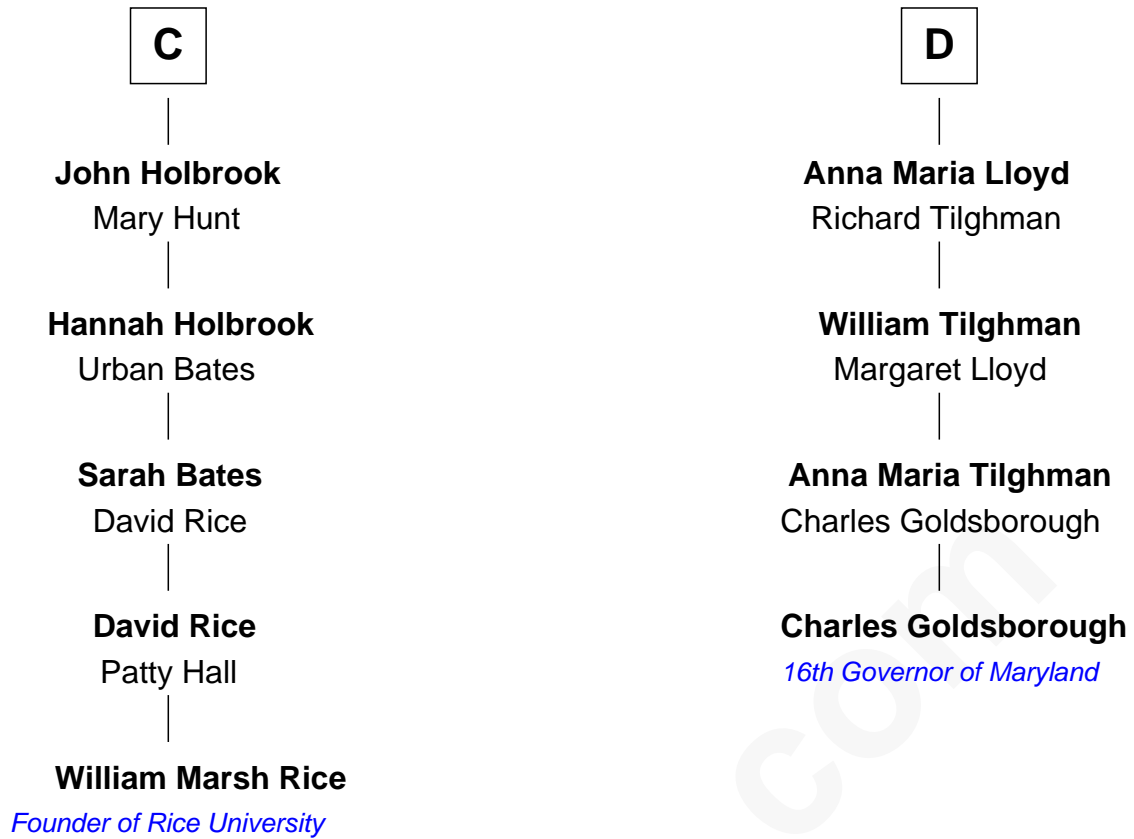 C
John Holbrook
Mary Hunt
Hannah Holbrook
Urban Bates
Sarah Bates
David Rice
David Rice
Patty Hall
William Marsh Rice
Founder of Rice University
D
Anna Maria Lloyd
Richard Tilghman
William Tilghman
Margaret Lloyd
Anna Maria Tilghman
Charles Goldsborough
Charles Goldsborough
16th Governor of Maryland
com